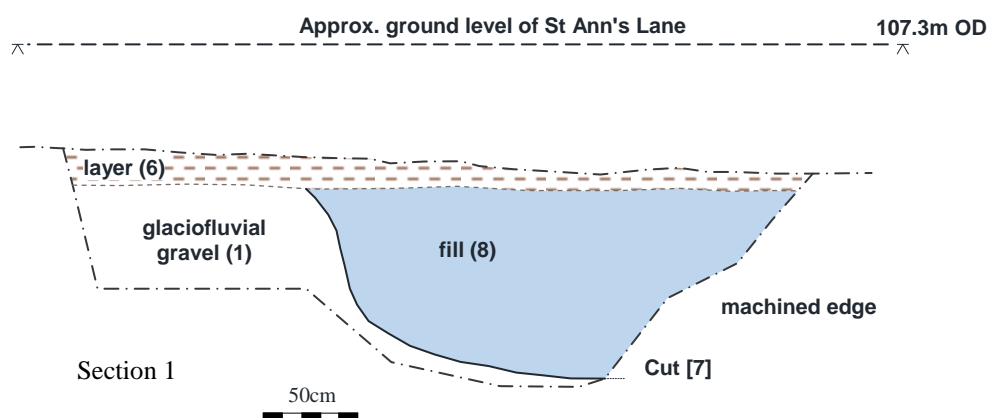 Approx. ground level of St Ann's Lane
107.3m OD
layer (6)
glaciofluvial
gravel (1)
fill (8)
machined edge
Cut [7]
Section 1
50cm